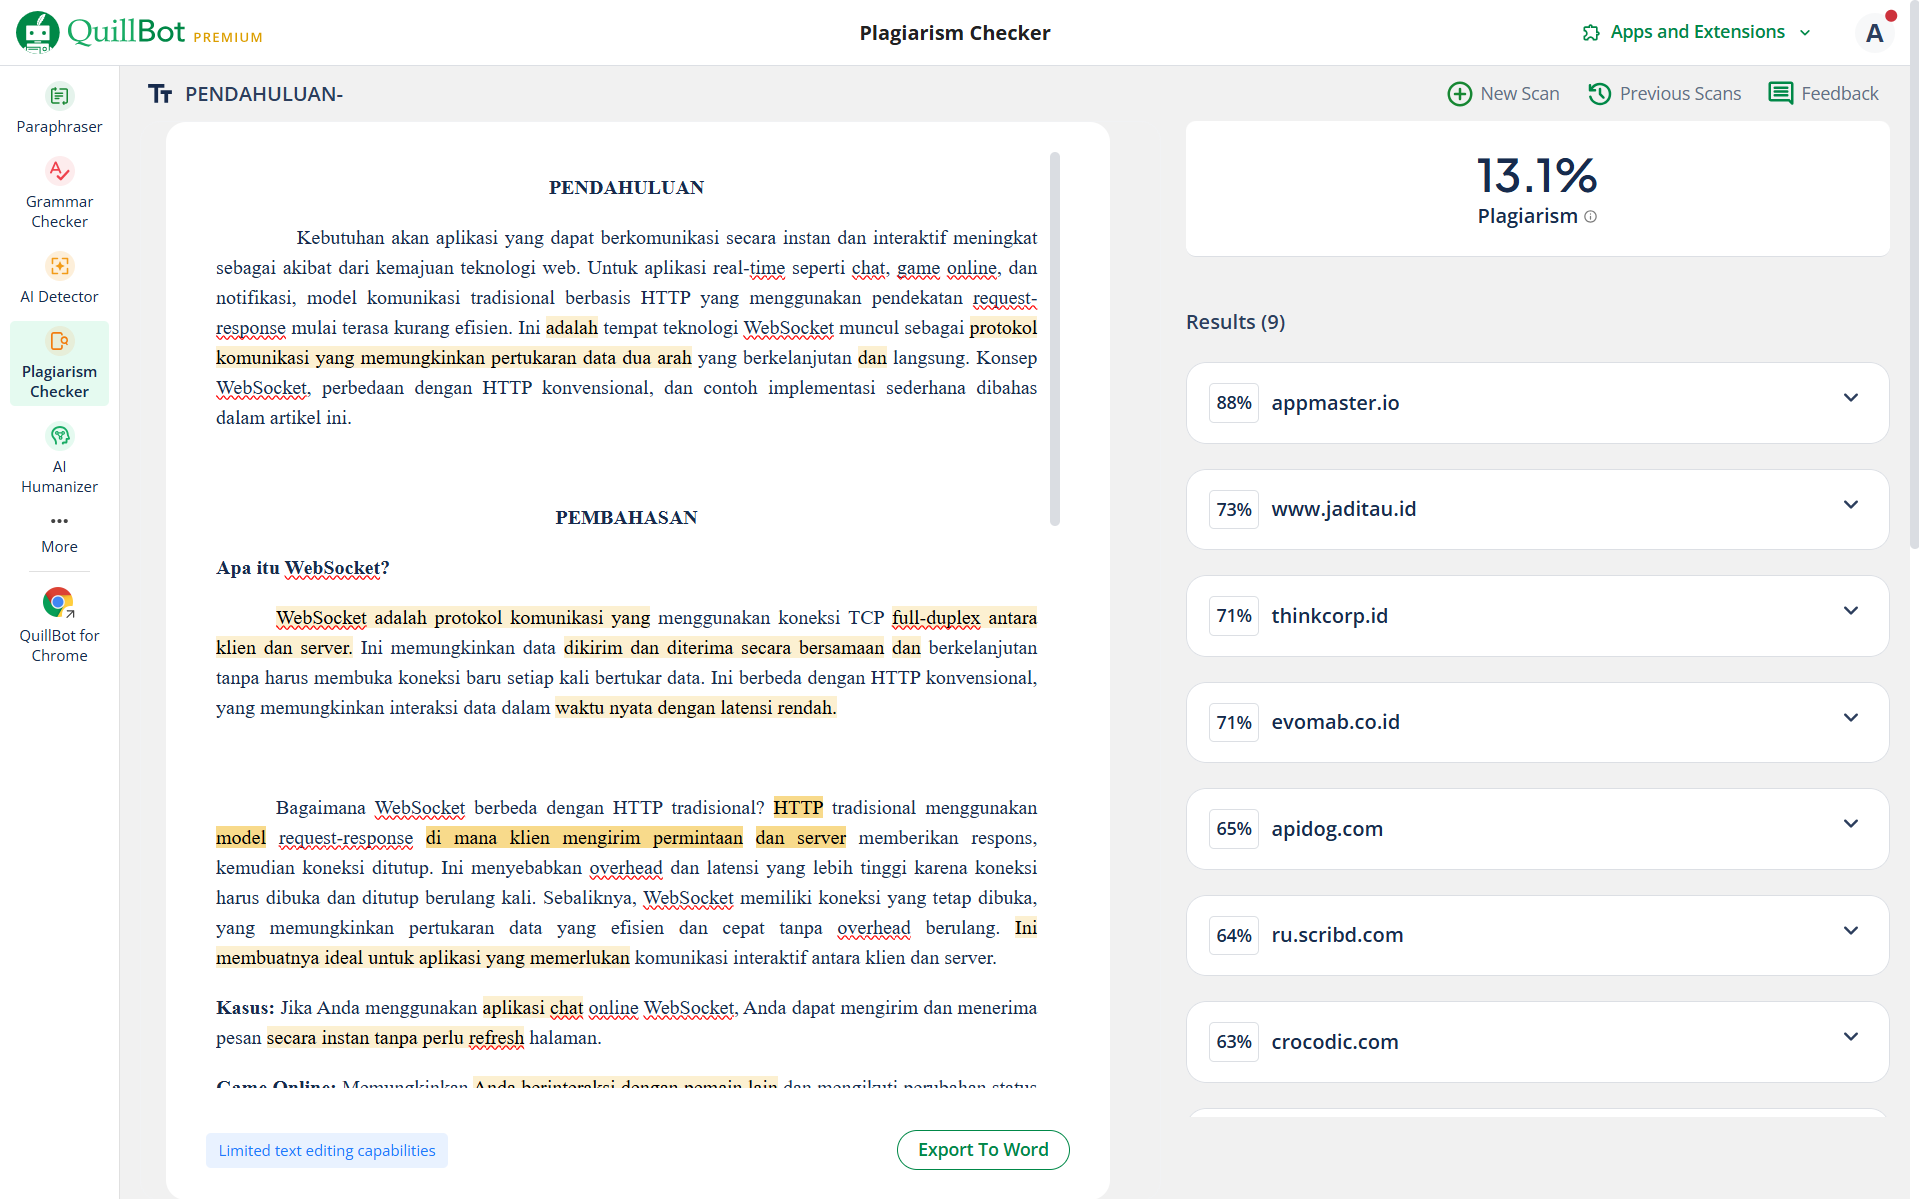 QuillBot PREMIUM
Plagiarism Checker
Apps and Extensions
A
Paraphraser
Grammar
Checker
AI Detector
Plagiarism
Checker
AI
Humanizer
More
QuillBot for
Chrome
PENDAHULUAN-
New Scan
Previous Scans
Feedback
PENDAHULUAN
Kebutuhan akan aplikasi yang dapat berkomunikasi secara instan dan interaktif meningkat
sebagai akibat dari kemajuan teknologi web. Untuk aplikasi real-time seperti chat, game online, dan
notifikasi, model komunikasi tradisional berbasis HTTP yang menggunakan pendekatan request-
response mulai terasa kurang efisien. Ini adalah tempat teknologi WebSocket muncul sebagai protokol
komunikasi yang memungkinkan pertukaran data dua arah yang berkelanjutan dan langsung. Konsep
WebSocket, perbedaan dengan HTTP konvensional, dan contoh implementasi sederhana dibahas
dalam artikel ini.
PEMBAHASAN
Apa itu WebSocket?
WebSocket adalah protokol komunikasi yang menggunakan koneksi TCP full-duplex antara
klien dan server. Ini memungkinkan data dikirim dan diterima secara bersamaan dan berkelanjutan
tanpa harus membuka koneksi baru setiap kali bertukar data. Ini berbeda dengan HTTP konvensional,
yang memungkinkan interaksi data dalam waktu nyata dengan latensi rendah.
Bagaimana WebSocket berbeda dengan HTTP tradisional? HTTP tradisional menggunakan
model request-response di mana klien mengirim permintaan dan server memberikan respons,
kemudian koneksi ditutup. Ini menyebabkan overhead dan latensi yang lebih tinggi karena koneksi
harus dibuka dan ditutup berulang kali. Sebaliknya, WebSocket memiliki koneksi yang tetap dibuka,
yang memungkinkan pertukaran data yang efisien dan cepat tanpa overhead berulang. Ini
membuatnya ideal untuk aplikasi yang memerlukan komunikasi interaktif antara klien dan server.
Kasus: Jika Anda menggunakan aplikasi chat online WebSocket, Anda dapat mengirim dan menerima
pesan secara instan tanpa perlu refresh halaman.
Game Online: Memungkinkan Anda berinteraksi dengan pemain lain dan mengikuti perubahan status
Limited text editing capabilities
Export To Word
13.1%
Plagiarism
Results (9)
88% appmaster.io
73% www.jaditau.id
71% thinkcorp.id
71% evomab.co.id
65% apidog.com
64% ru.scribd.com
63% crocodic.com